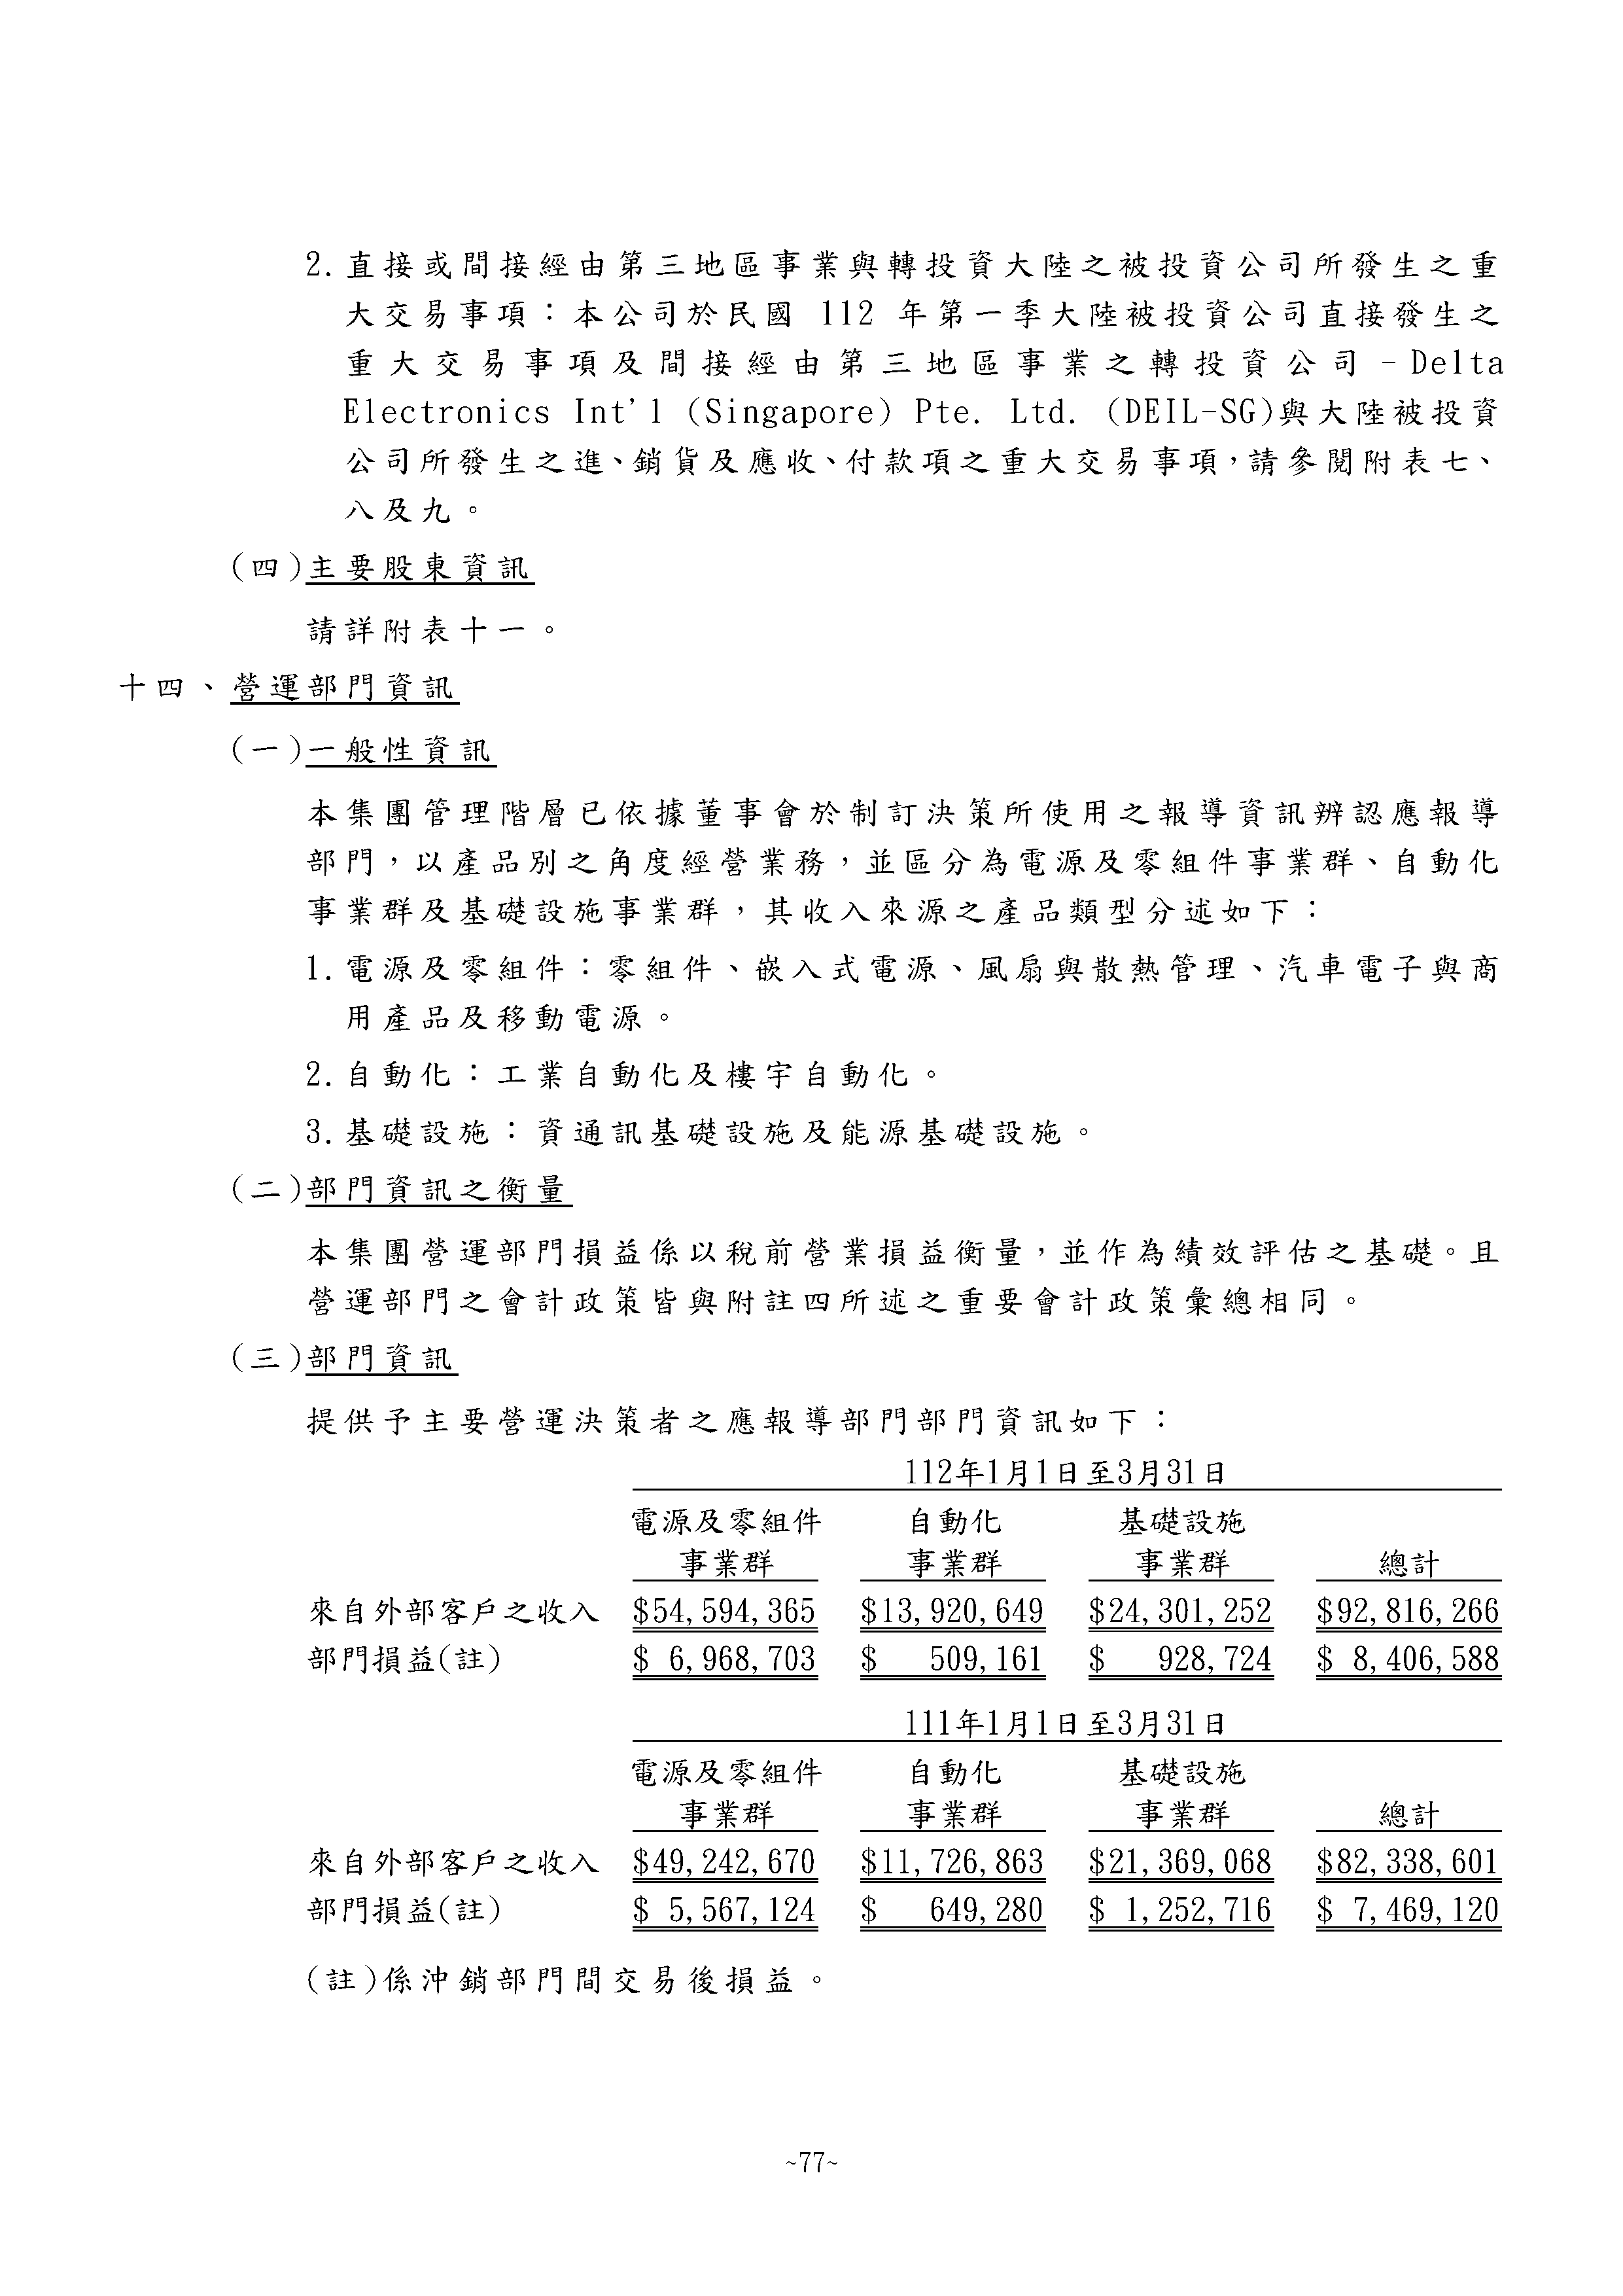 2. 直接或間接經由第三地區事業與轉投資大陸之被投資公司所發生之重
大交易事項：本公司於民國 112 年第一季大陸被投資公司直接發生之
重大交易事項及間接經由第三地區事業之轉投資公司－Delta
Electronics Int'l (Singapore) Pte. Ltd. (DEIL-SG)與大陸被投資
公司所發生之進、銷貨及應收、付款項之重大交易事項，請參閱附表七、
八及九。
(四)主要股東資訊
請詳附表十一。
十四、營運部門資訊
(一)一般性資訊
本集團管理階層已依據董事會於制訂決策所使用之報導資訊辨認應報導
部門，以產品別之角度經營業務，並區分為電源及零組件事業群、自動化
事業群及基礎設施事業群，其收入來源之產品類型分述如下：
1. 電源及零組件：零組件、嵌入式電源、風扇與散熱管理、汽車電子與商
用產品及移動電源。
2. 自動化：工業自動化及樓宇自動化。
3. 基礎設施：資通訊基礎設施及能源基礎設施。
(二)部門資訊之衡量
本集團營運部門損益係以稅前營業損益衡量，並作為績效評估之基礎。且
營運部門之會計政策皆與附註四所述之重要會計政策彙總相同。
(三)部門資訊
提供予主要營運決策者之應報導部門部門資訊如下：
112年1月1日至3月31日
電源及零組件 自動化 基礎設施
事業群 事業群 事業群 總計
來自外部客戶之收入 $54,594,365 $13,920,649 $24,301,252 $92,816,266
部門損益(註) $ 6,968,703 $ 509,161 $ 928,724 $ 8,406,588
111年1月1日至3月31日
電源及零組件 自動化 基礎設施
事業群 事業群 事業群 總計
來自外部客戶之收入 $49,242,670 $11,726,863 $21,369,068 $82,338,601
部門損益(註) $ 5,567,124 $ 649,280 $ 1,252,716 $ 7,469,120
(註)係沖銷部門間交易後損益。
~77~